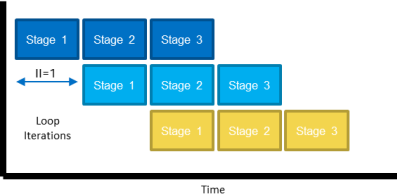 Stage 1 Stage 2 Stage 3
II=1
Stage 1 Stage 2 Stage 3
Loop
Iterations
Stage 1 Stage 2 Stage 3
Time